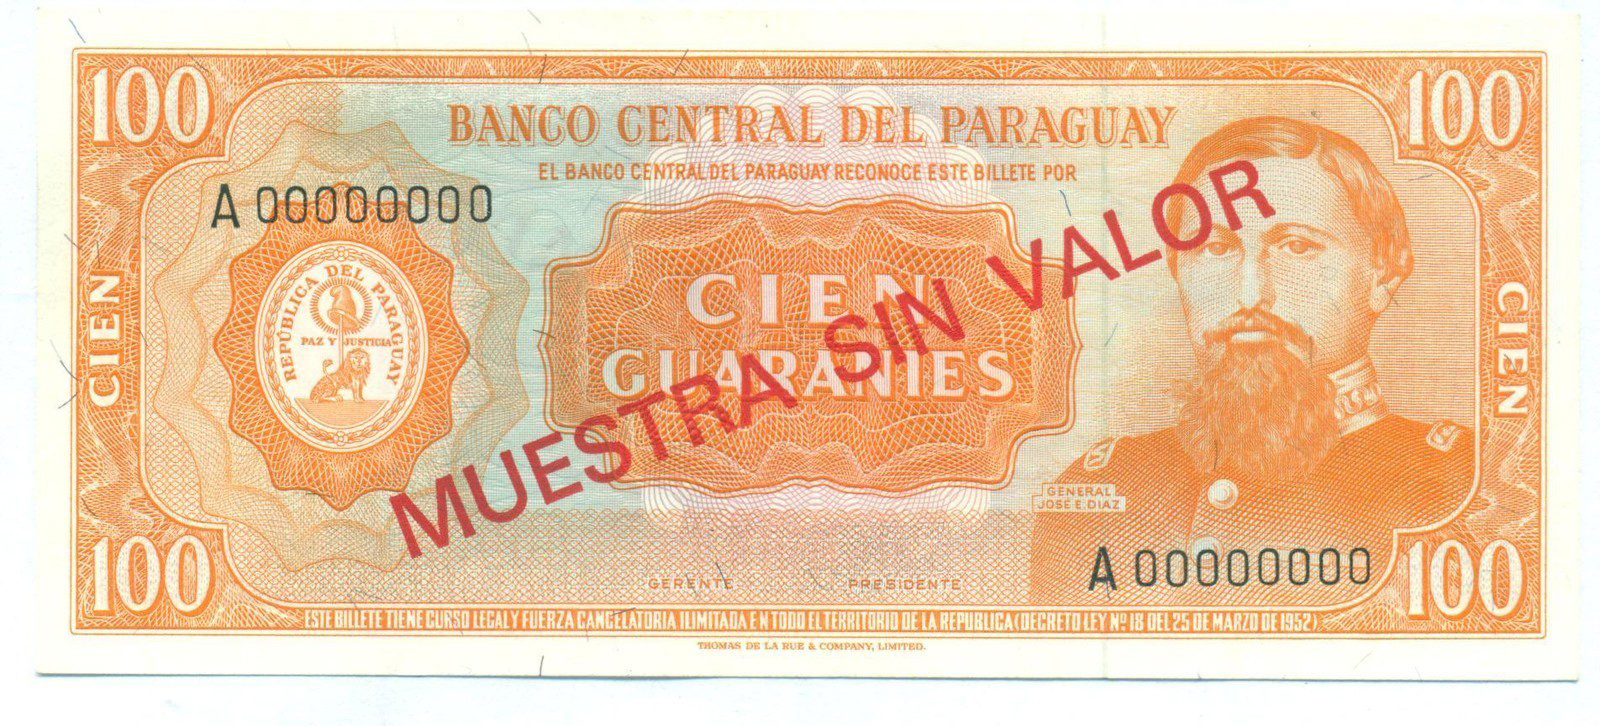 100
100
BANCO CENTRAL DEL PARAGUAY
EL BANCO CENTRAL DEL PARAGUAY RECONOCE ESTE BILLETE POR
A 00000000
CIEN
REPÚBLICA DEL PARAGUAY
PAZ Y JUSTICIA
CIEN
GUARANIES
MUESTRA SIN VALOR
CIEN
GENERAL
JOSE E. DIAZ
A 00000000
GERENTE
PRESIDENTE
100
100
ESTE BILLETE TIENE CURSO LEGAL Y FUERZA CANCELATORIA ILIMITADA EN TODO EL TERRITORIO DE LA REPUBLICA (DECRETO LEY Nº 18 DEL 25 DE MARZO DE 1952)
THOMAS DE LA RUE & COMPANY, LIMITED.